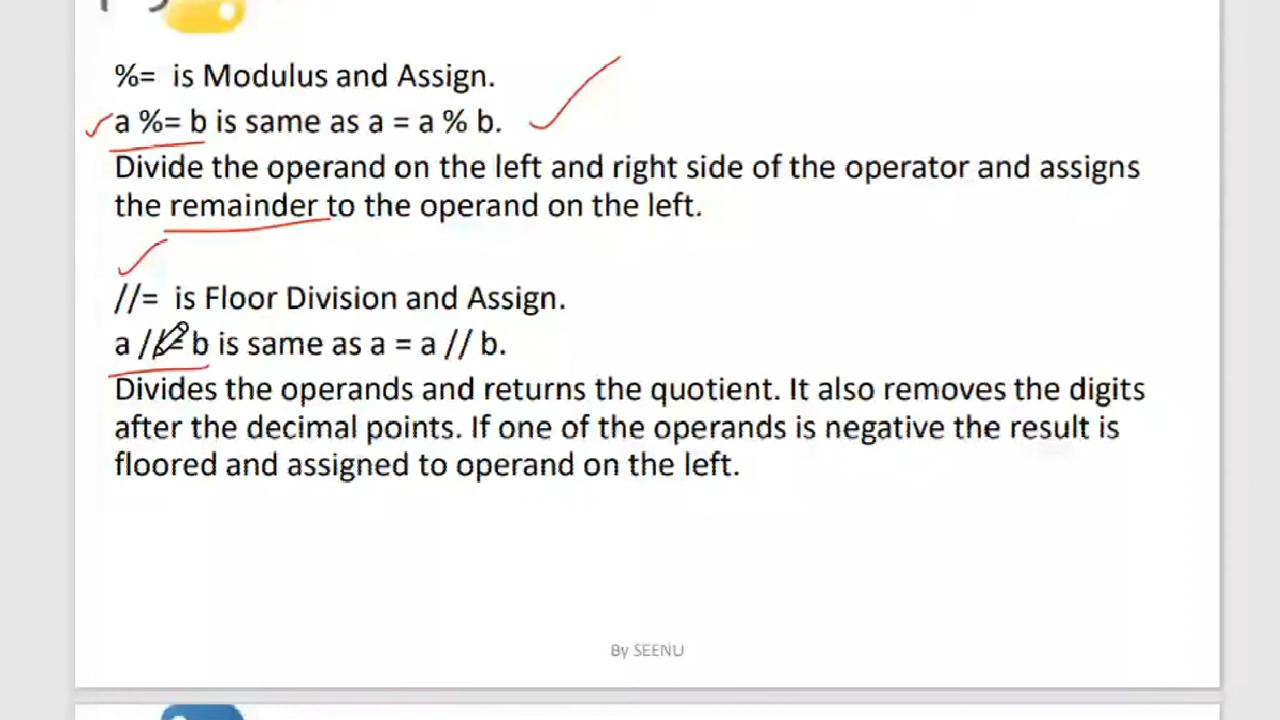 %= is Modulus and Assign.
a %= b is same as a = a % b.
Divide the operand on the left and right side of the operator and assigns
the remainder to the operand on the left.
//= is Floor Division and Assign.
a //= b is same as a = a // b.
Divides the operands and returns the quotient. It also removes the digits
after the decimal points. If one of the operands is negative the result is
floored and assigned to operand on the left.
By SEENU